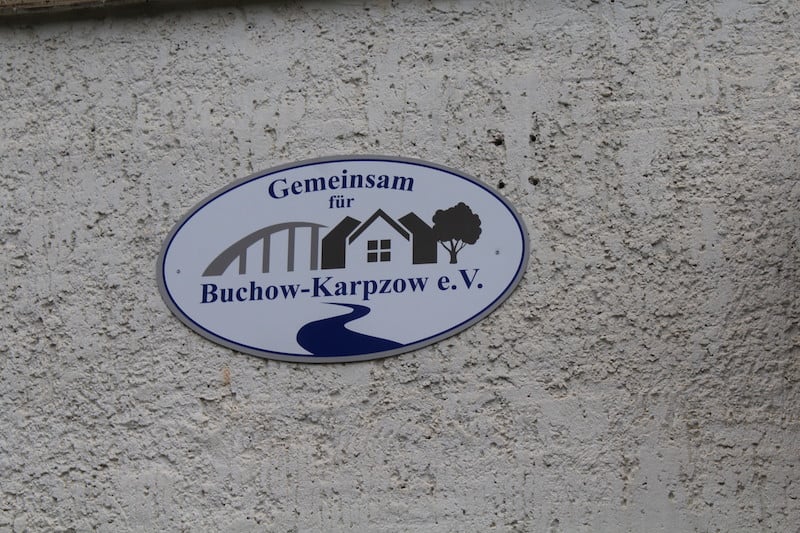 Gemeinsam
für
Buchow-Karpzow e.V.